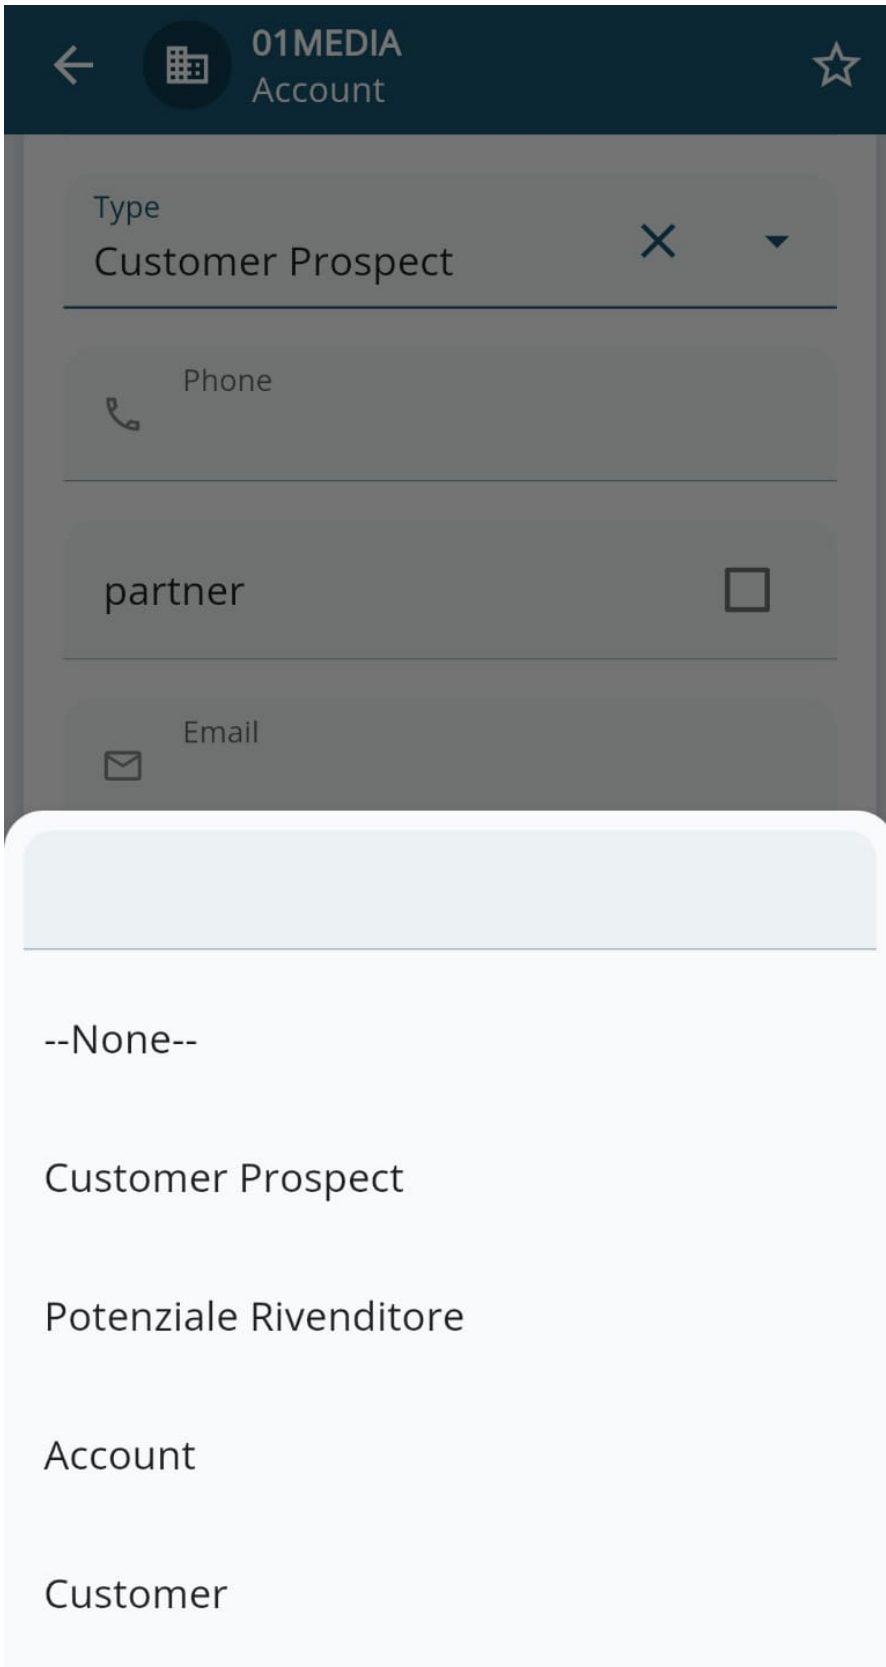 01MEDIA
Account
Type
Customer Prospect
Phone
partner
Email
--None--
Customer Prospect
Potenziale Rivenditore
Account
Customer